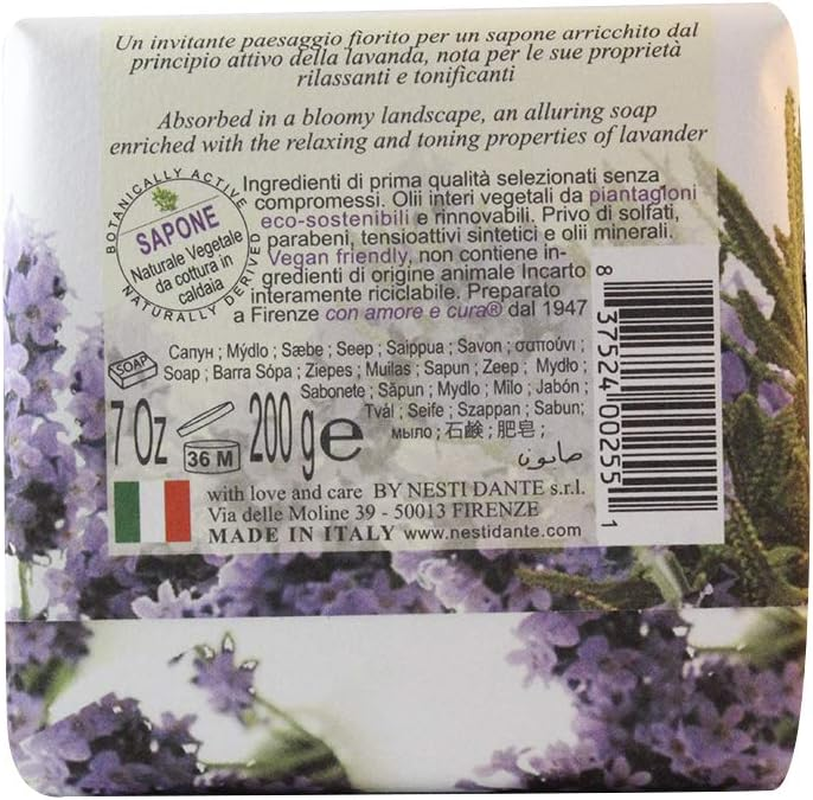 Un invitante paesaggio fiorito per un sapone arricchito dal
principio attivo della lavanda, nota per le sue proprietà
rilassanti e tonificanti
Absorbed in a bloomy landscape, an alluring soap
enriched with the relaxing and toning properties of lavander
BOTANICALLY ACTIVE
SAPONE
Naturale Vegetale
da cottura in
caldaia
NATURALLY DERIVED
Ingredienti di prima qualità selezionati senza
compromessi. Olii interi vegetali da piantagioni
eco-sostenibili e rinnovabili. Privo di solfati,
parabeni, tensioattivi sintetici e olii minerali.
Vegan friendly, non contiene in-
gredienti di origine animale Incarto
interamente riciclabile. Preparato
a Firenze con amore e cura® dal 1947
8 37524 00255 1
SOAP
Сапун ; Mýdlo ; Sæbe ; Seep ; Saippua ; Savon ; σαπούνι ;
Soap ; Barra Sópa ; Ziepes ; Muilas ; Sapun ; Zeep ; Mydło ;
Sabonete ; Săpun ; Mydlo ; Milo ; Jabón ;
Tvål ; Seife ; Szappan ; Sabun;
мыло ; 石鹸 ; 肥皂 ;
صابون
7 Oz 36 M 200 g e
with love and care BY NESTI DANTE s.r.l.
Via delle Moline 39 - 50013 FIRENZE
MADE IN ITALY www.nestidante.com